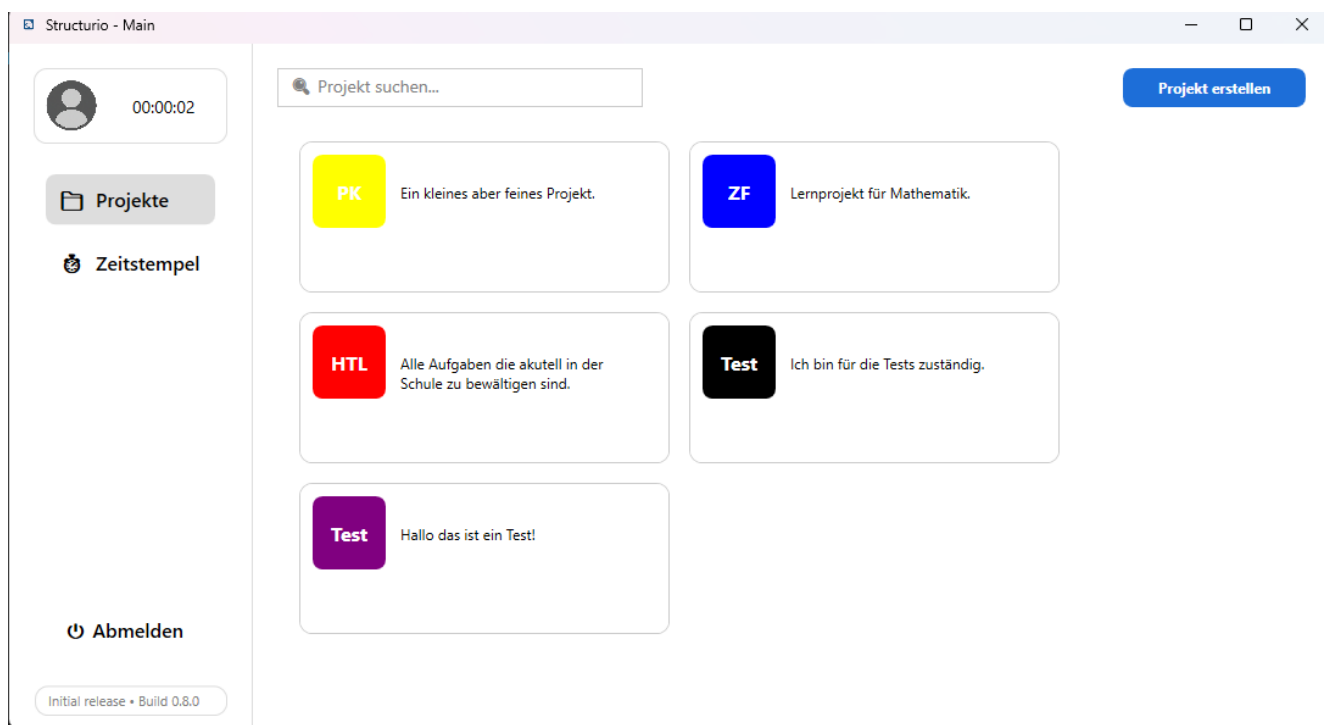 Structurio - Main
00:00:02
Projekte
Zeitstempel
Abmelden
Initial release • Build 0.8.0
Projekt suchen...
Projekt erstellen
PK
Ein kleines aber feines Projekt.
ZF
Lernprojekt für Mathematik.
HTL
Alle Aufgaben die akutell in der
Schule zu bewältigen sind.
Test
Ich bin für die Tests zuständig.
Test
Hallo das ist ein Test!